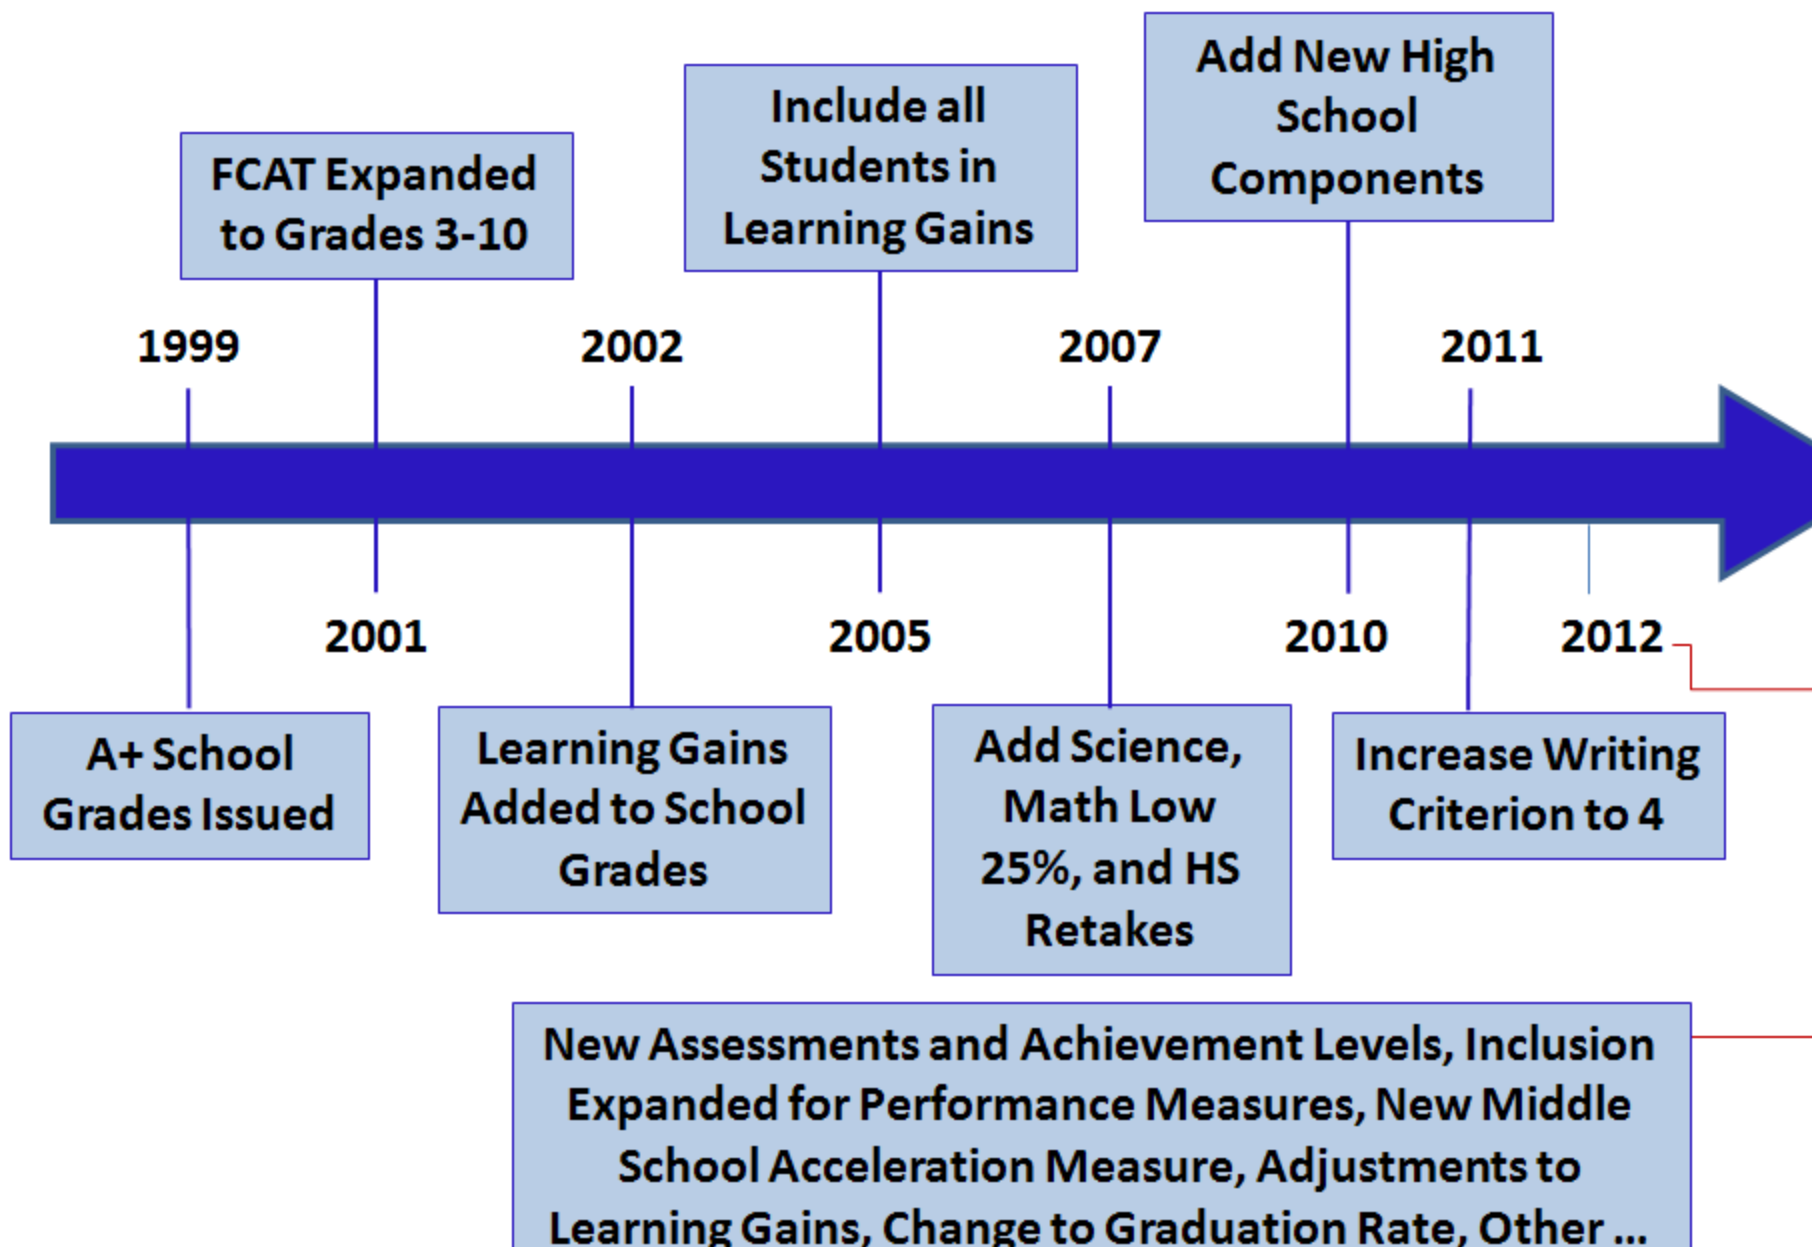 Add New High
School
Components
Include all
Students in
Learning Gains
FCAT Expanded
to Grades 3-10
1999
2002
2007
2011
2001
2005
2010
2012
A+ School
Grades Issued
Learning Gains
Added to School
Grades
Add Science,
Math Low
25%, and HS
Retakes
Increase Writing
Criterion to 4
New Assessments and Achievement Levels, Inclusion
Expanded for Performance Measures, New Middle
School Acceleration Measure, Adjustments to
Learning Gains, Change to Graduation Rate, Other ...